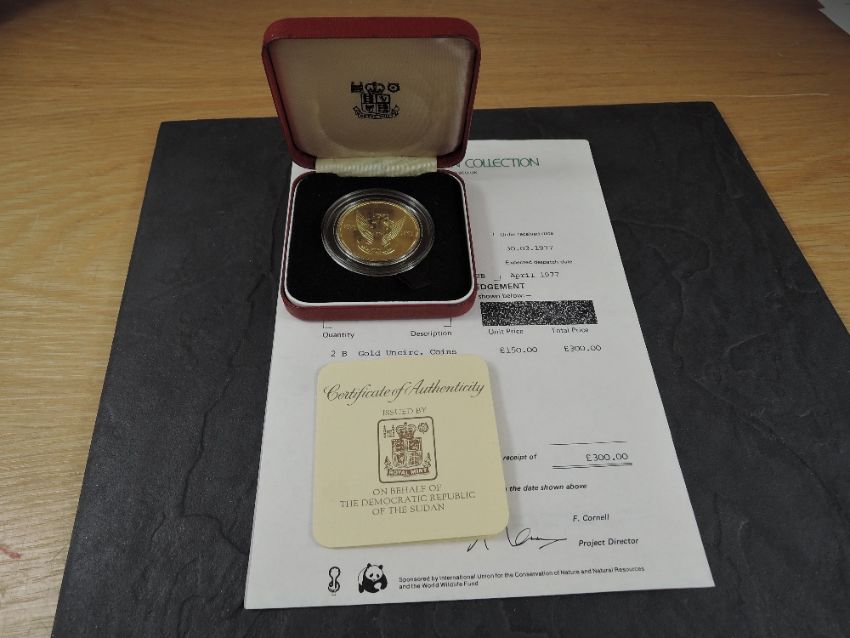 COLLECTION
Order received date
30.03.1977
Expected despatch date
April 1977
EDGEMENT
shown below:—
Quantity Description Unit Price Total Price
2 B Gold Uncirc. Coins £150.00 £300.00
Certificate of Authenticity
ISSUED BY
ROYAL MINT
ON BEHALF OF
THE DEMOCRATIC REPUBLIC
OF THE SUDAN
receipt of £300.00
the date shown above
F. Cornell
Project Director
Sponsored by International Union for the Conservation of Nature and Natural Resources
and the World Wildlife Fund